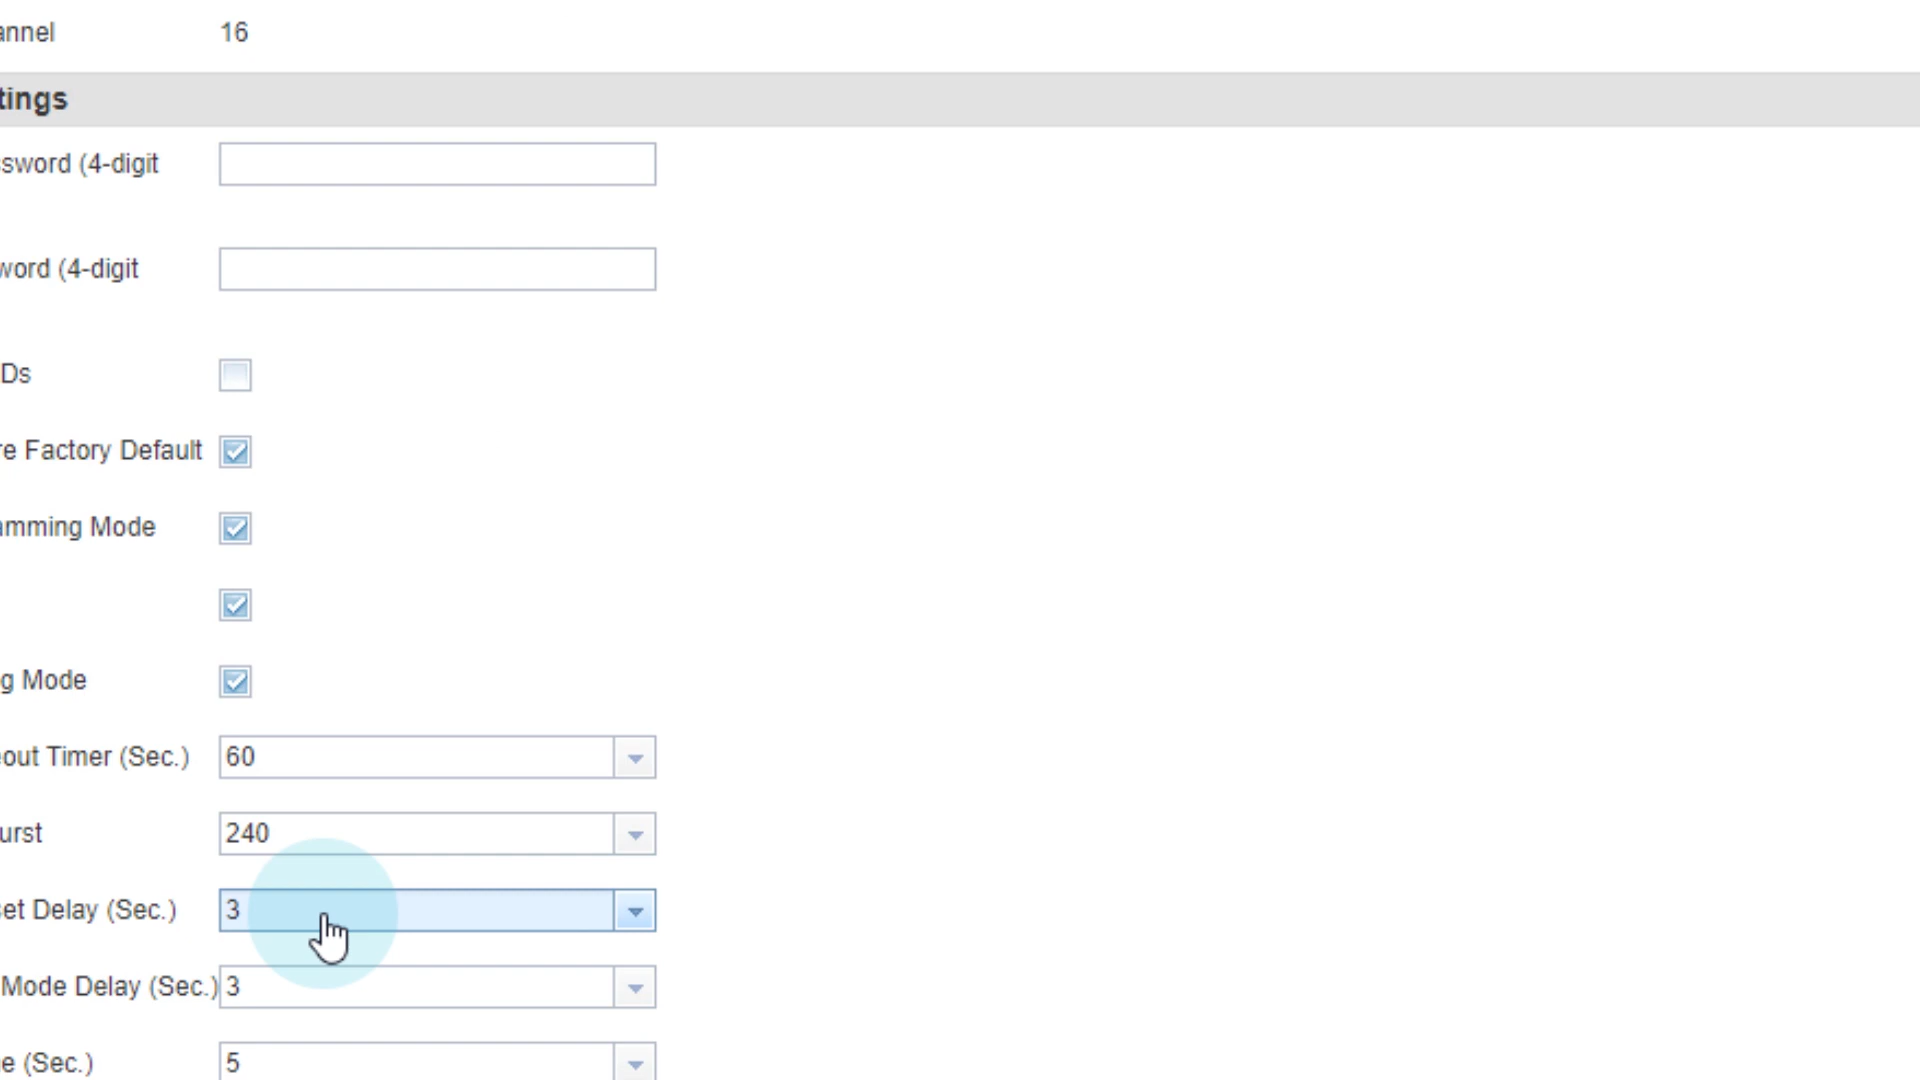 annel 16
tings
sword (4-digit
word (4-digit
Ds
re Factory Default
amming Mode
g Mode
out Timer (Sec.) 60
urst 240
et Delay (Sec.) 3
Mode Delay (Sec.) 3
e (Sec.) 5